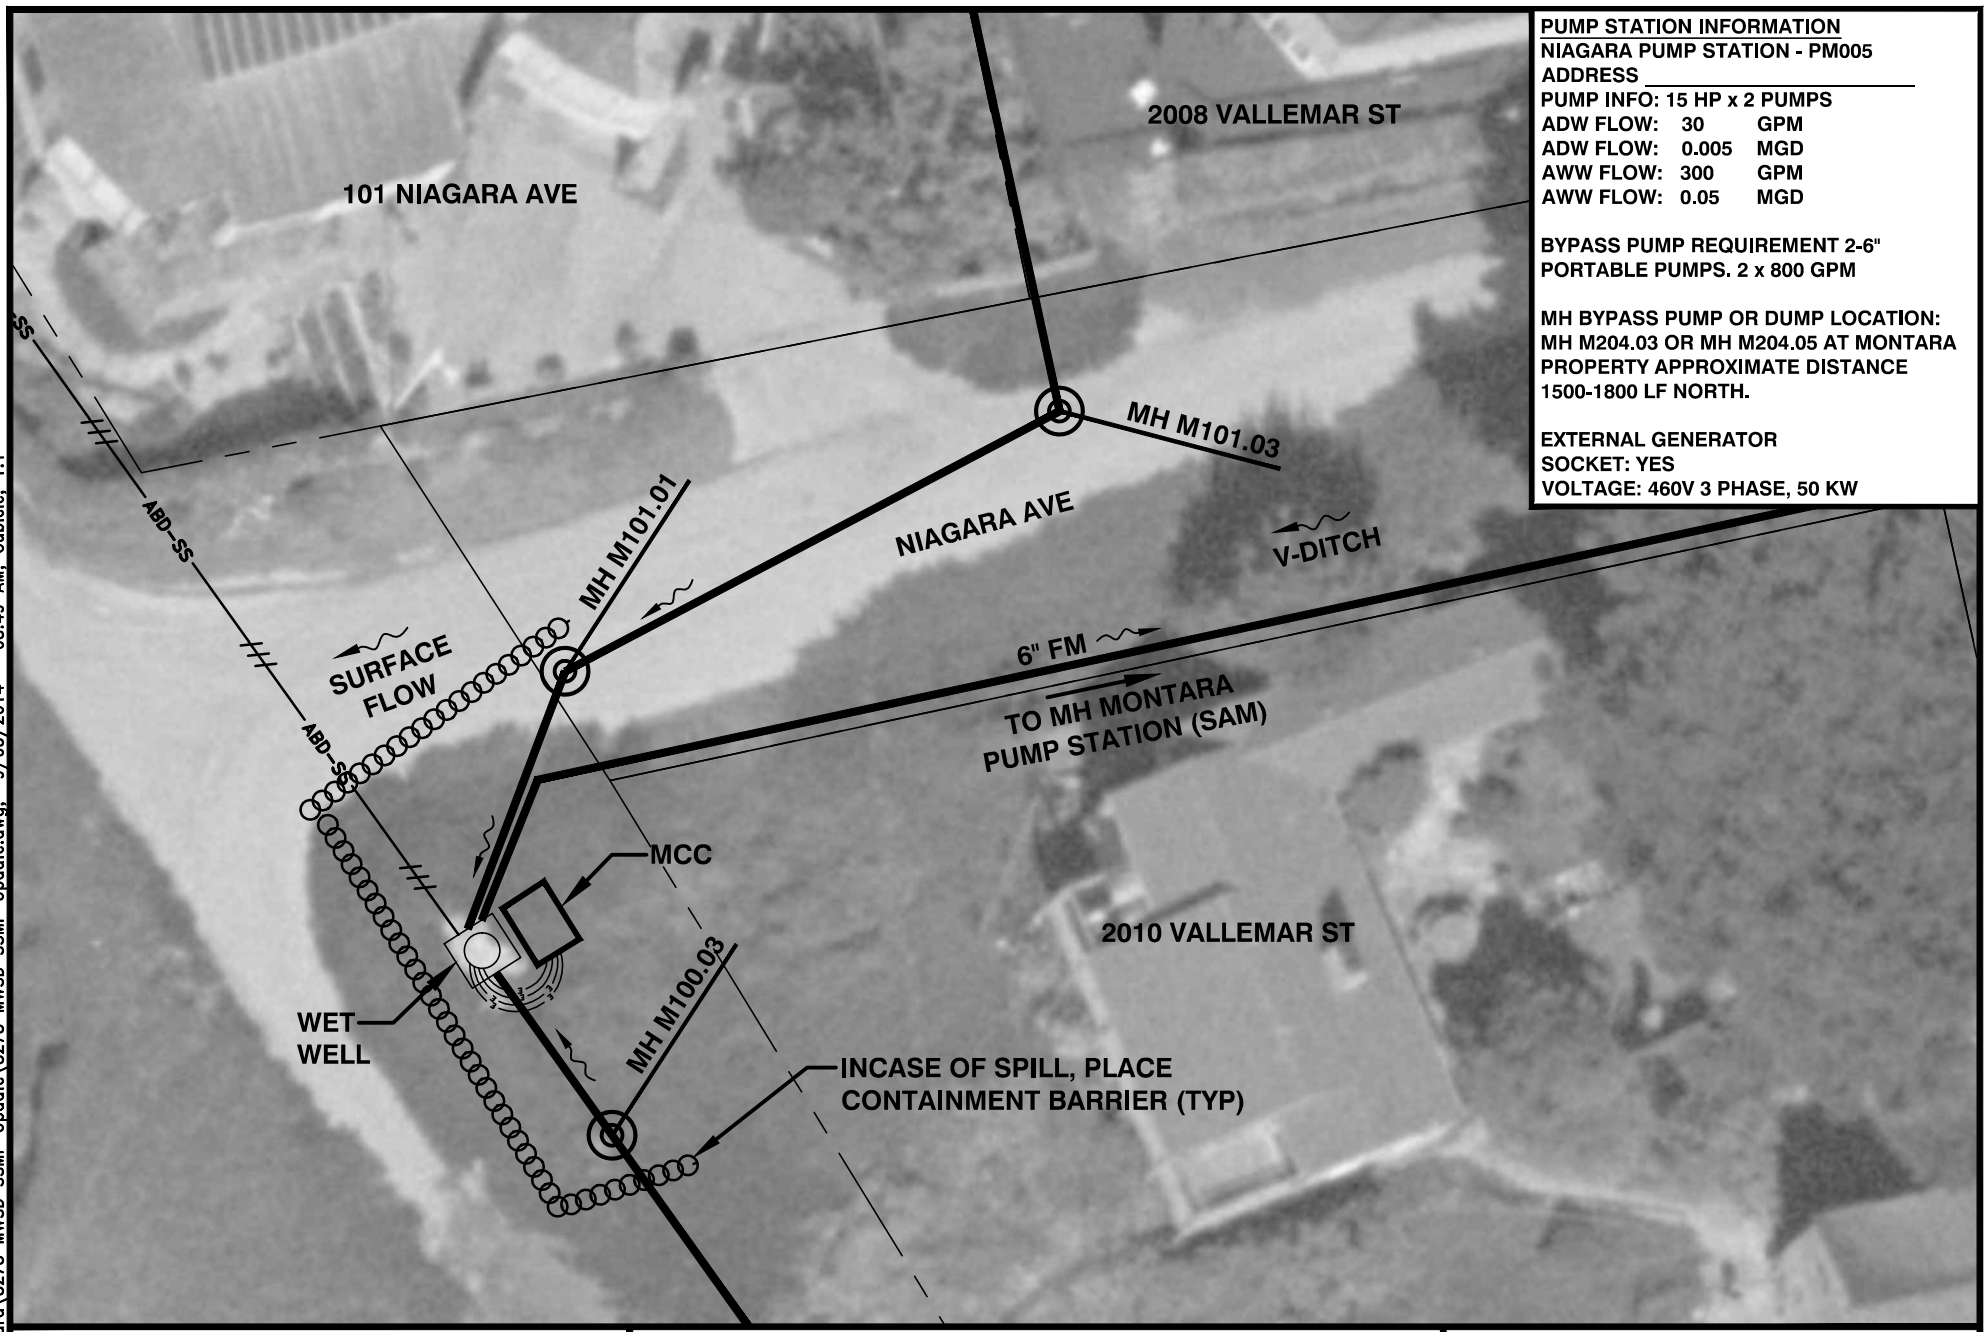 PUMP STATION INFORMATION
NIAGARA PUMP STATION - PM005
ADDRESS
PUMP INFO: 15 HP x 2 PUMPS
ADW FLOW: 30 GPM
ADW FLOW: 0.005 MGD
AWW FLOW: 300 GPM
AWW FLOW: 0.05 MGD
BYPASS PUMP REQUIREMENT 2-6"
PORTABLE PUMPS. 2 x 800 GPM
MH BYPASS PUMP OR DUMP LOCATION:
MH M204.03 OR MH M204.05 AT MONTARA
PROPERTY APPROXIMATE DISTANCE
1500-1800 LF NORTH.
EXTERNAL GENERATOR
SOCKET: YES
VOLTAGE: 460V 3 PHASE, 50 KW
2008 VALLEMAR ST
101 NIAGARA AVE
-SS
MH M101.03
MH M101.01
NIAGARA AVE
V-DITCH
ABD-SS
SURFACE
FLOW
6" FM
TO MH MONTARA
PUMP STATION (SAM)
ABD-SS
MCC
2010 VALLEMAR ST
MH M100.03
WET
WELL
INCASE OF SPILL, PLACE
CONTAINMENT BARRIER (TYP)